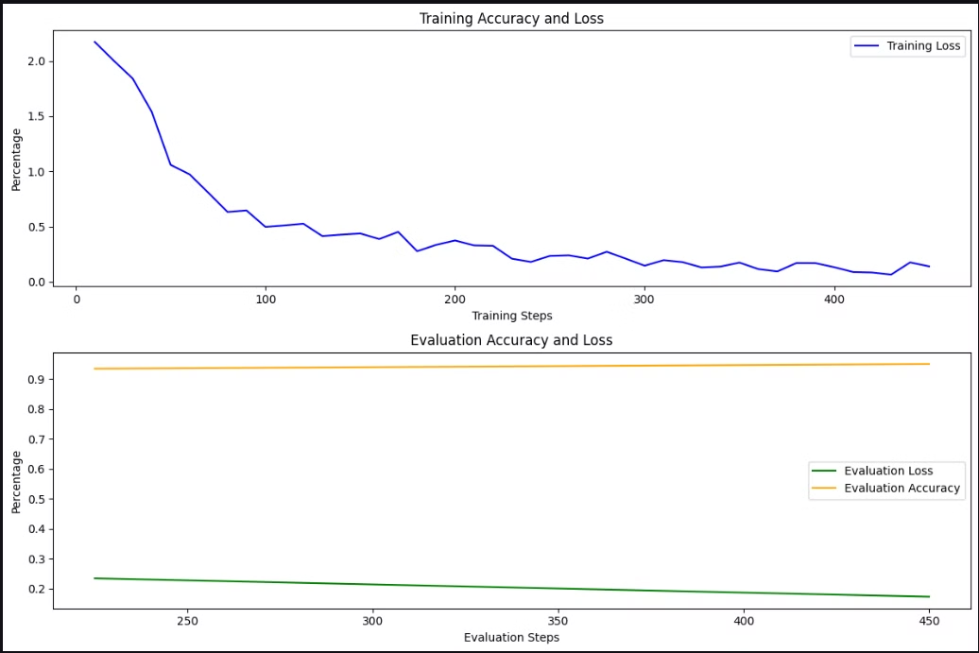 Training Accuracy and Loss
Training Loss
2.0
1.5
1.0
0.5
0.0
Percentage
0 100 200 300 400
Training Steps
Evaluation Accuracy and Loss
0.9
0.8
0.7
0.6
0.5
0.4
0.3
0.2
Percentage
Evaluation Loss
Evaluation Accuracy
250 300 350 400 450
Evaluation Steps